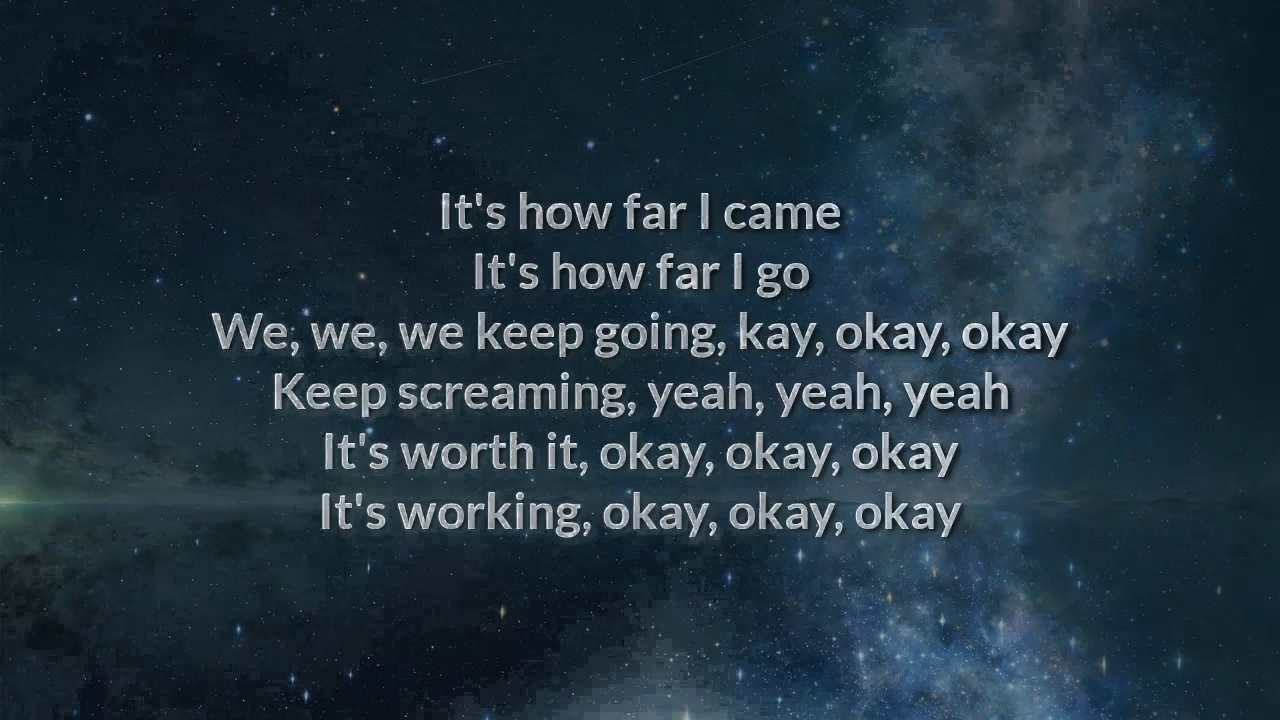 It's how far I came
It's how far I go
We, we, we keep going, kay, okay, okay
Keep screaming, yeah, yeah, yeah
It's worth it, okay, okay, okay
It's working, okay, okay, okay